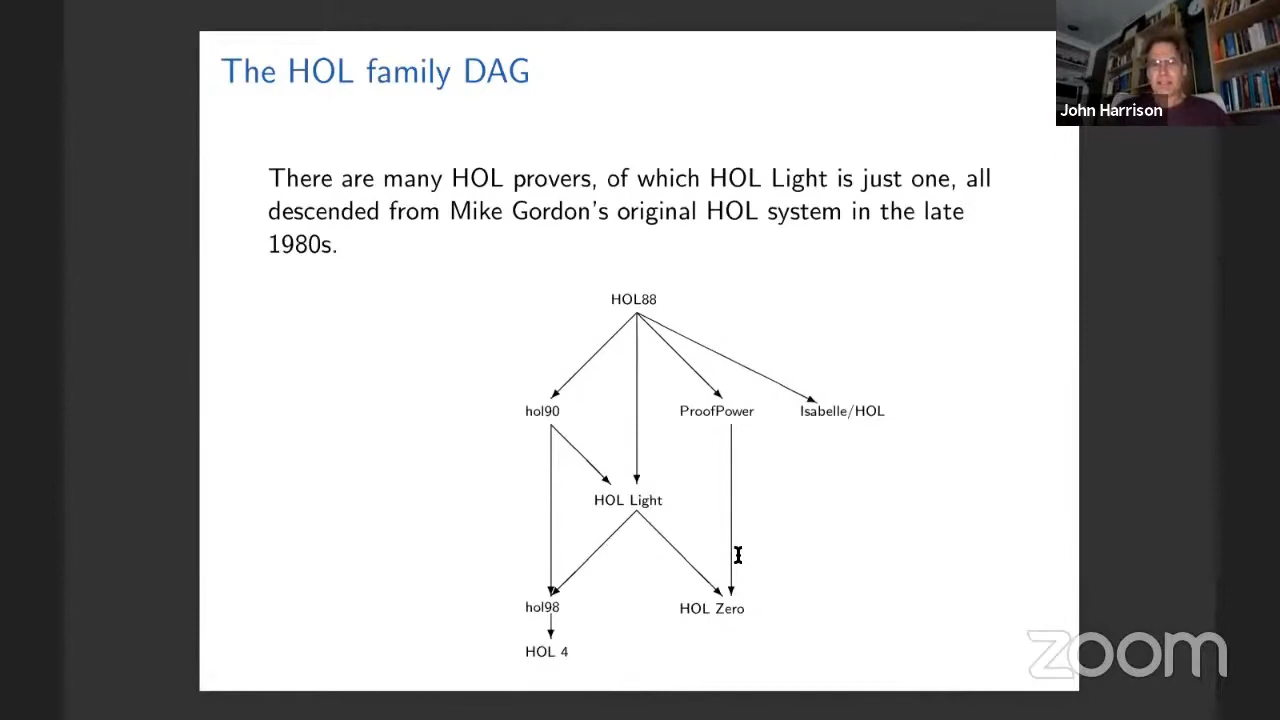 The HOL family DAG
John Harrison
There are many HOL provers, of which HOL Light is just one, all
descended from Mike Gordon's original HOL system in the late
1980s.
HOL88
hol90
ProofPower
Isabelle/HOL
HOL Light
hol98
HOL Zero
HOL 4
zoom